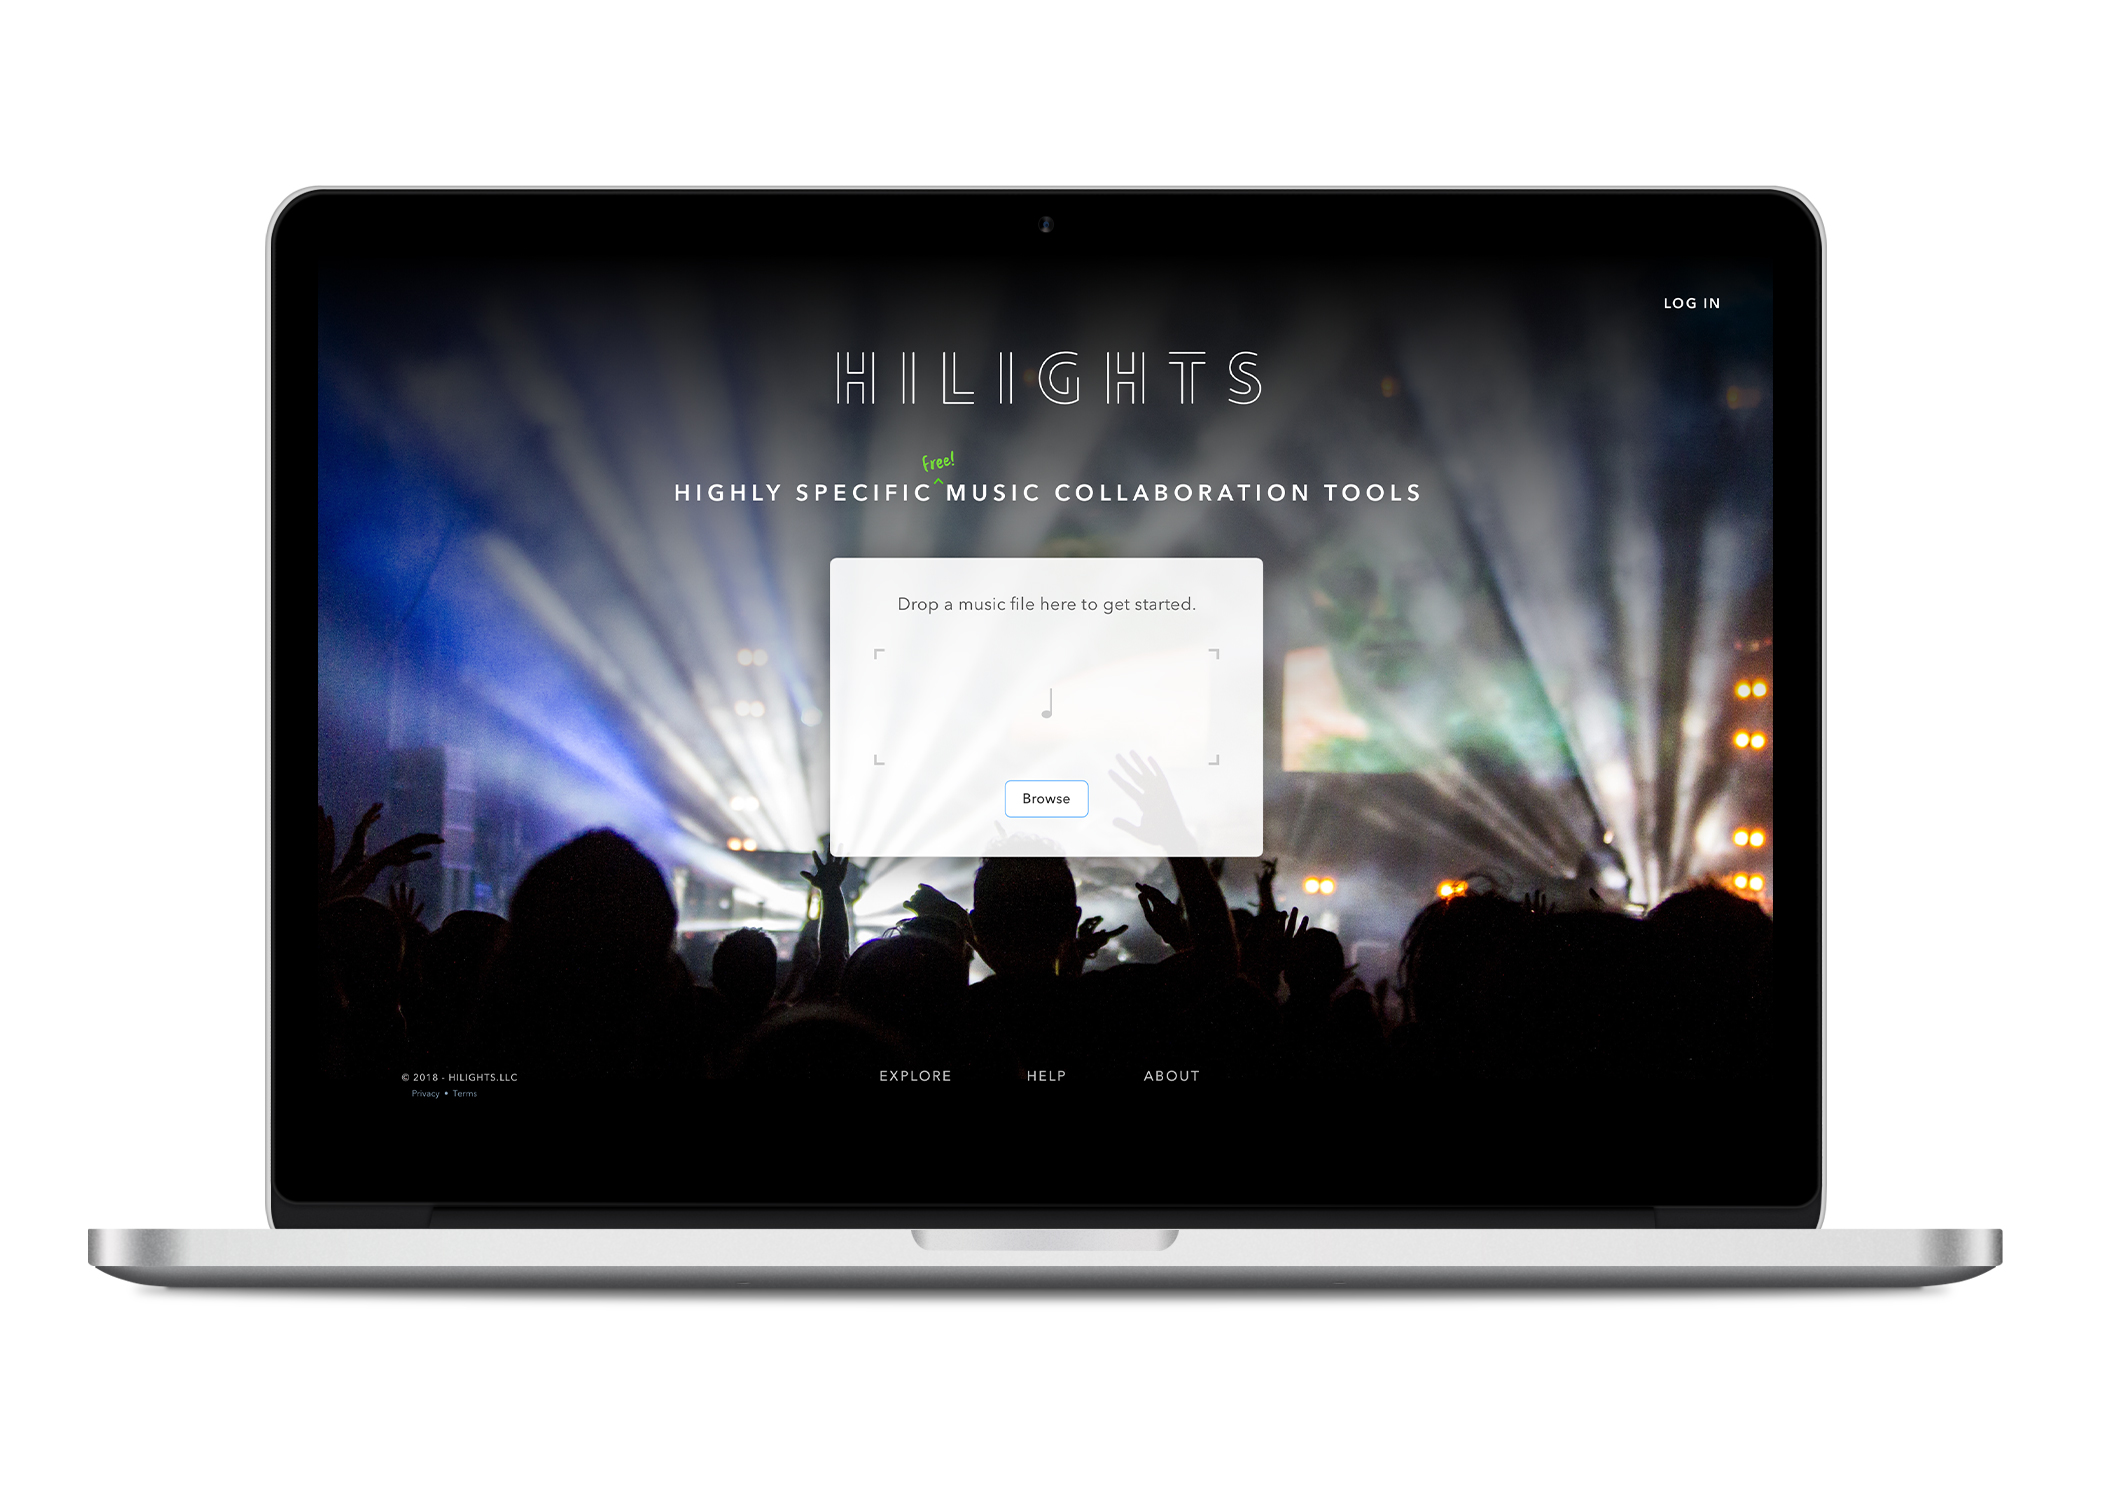 LOG IN
HILIGHTS
Free!
HIGHLY SPECIFIC ^ MUSIC COLLABORATION TOOLS
Drop a music file here to get started.
Browse
© 2018 - HILIGHTS.LLC
Privacy • Terms
EXPLORE HELP ABOUT